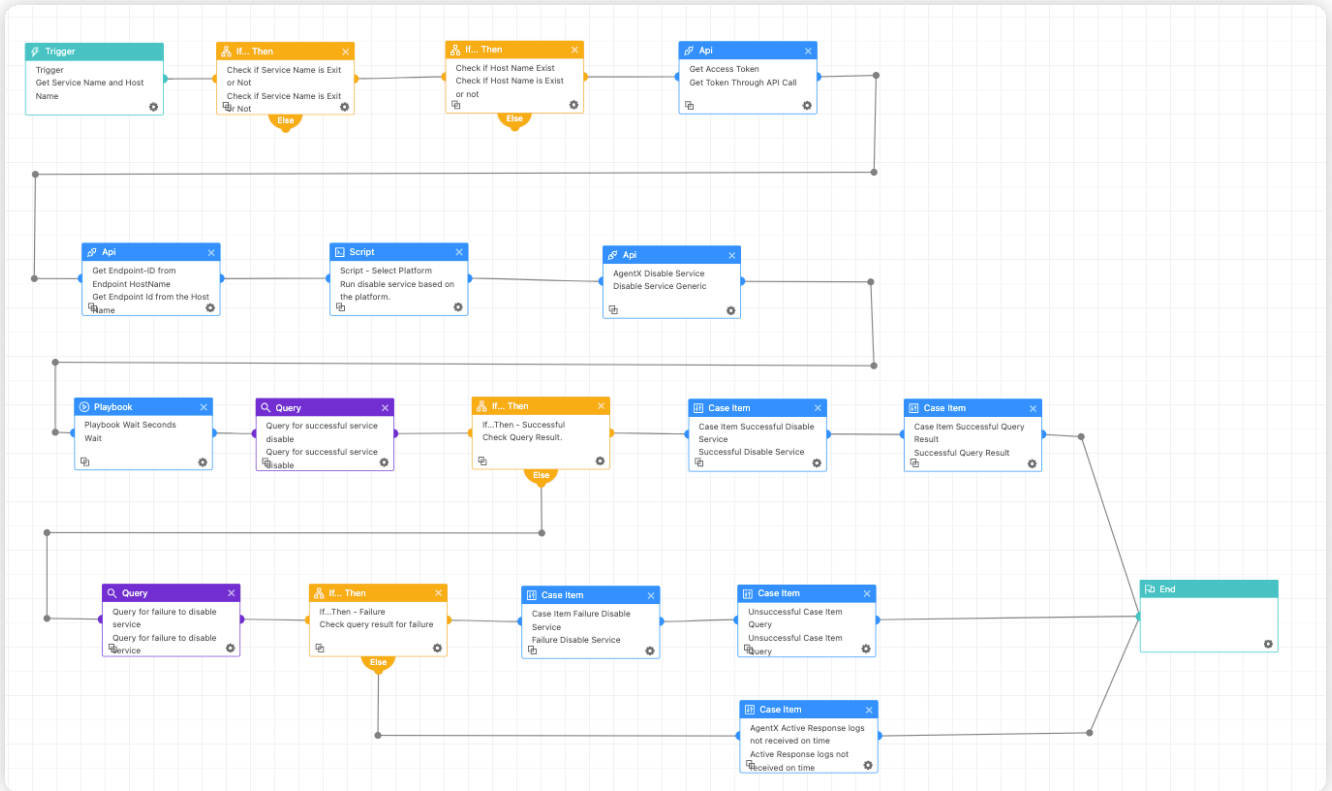 Trigger
Trigger
Get Service Name and Host
Name
If... Then
Check if Service Name is Exit
or Not
Check if Service Name is Exit
or Not
Else
If... Then
Check if Host Name Exist
Check If Host Name is Exist
or not
Else
Api
Get Access Token
Get Token Through API Call
Api
Get Endpoint-ID from
Endpoint HostName
Get Endpoint Id from the Host
Name
Script
Script - Select Platform
Run disable service based on
the platform.
Api
AgentX Disable Service
Disable Service Generic
Playbook
Playbook Wait Seconds
Wait
Query
Query for successful service
disable
Query for successful service
disable
If... Then
If...Then - Successful
Check Query Result.
Else
Case Item
Case Item Successful Disable
Service
Successful Disable Service
Case Item
Case Item Successful Query
Result
Successful Query Result
Query
Query for failure to disable
service
Query for failure to disable
service
If... Then
If...Then - Failure
Check query result for failure
Else
Case Item
Case Item Failure Disable
Service
Failure Disable Service
Case Item
Unsuccessful Case Item
Query
Unsuccessful Case Item
Query
End
Case Item
AgentX Active Response logs
not received on time
Active Response logs not
received on time